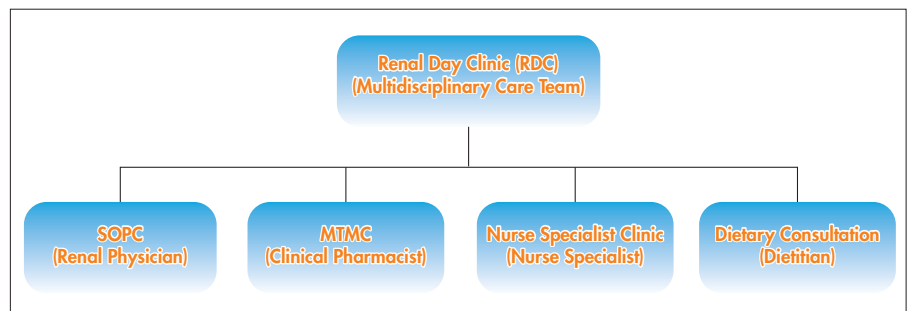 Renal Day Clinic (RDC)
(Multidisciplinary Care Team)
SOPC
(Renal Physician)
MTMC
(Clinical Pharmacist)
Nurse Specialist Clinic
(Nurse Specialist)
Dietary Consultation
(Dietitian)